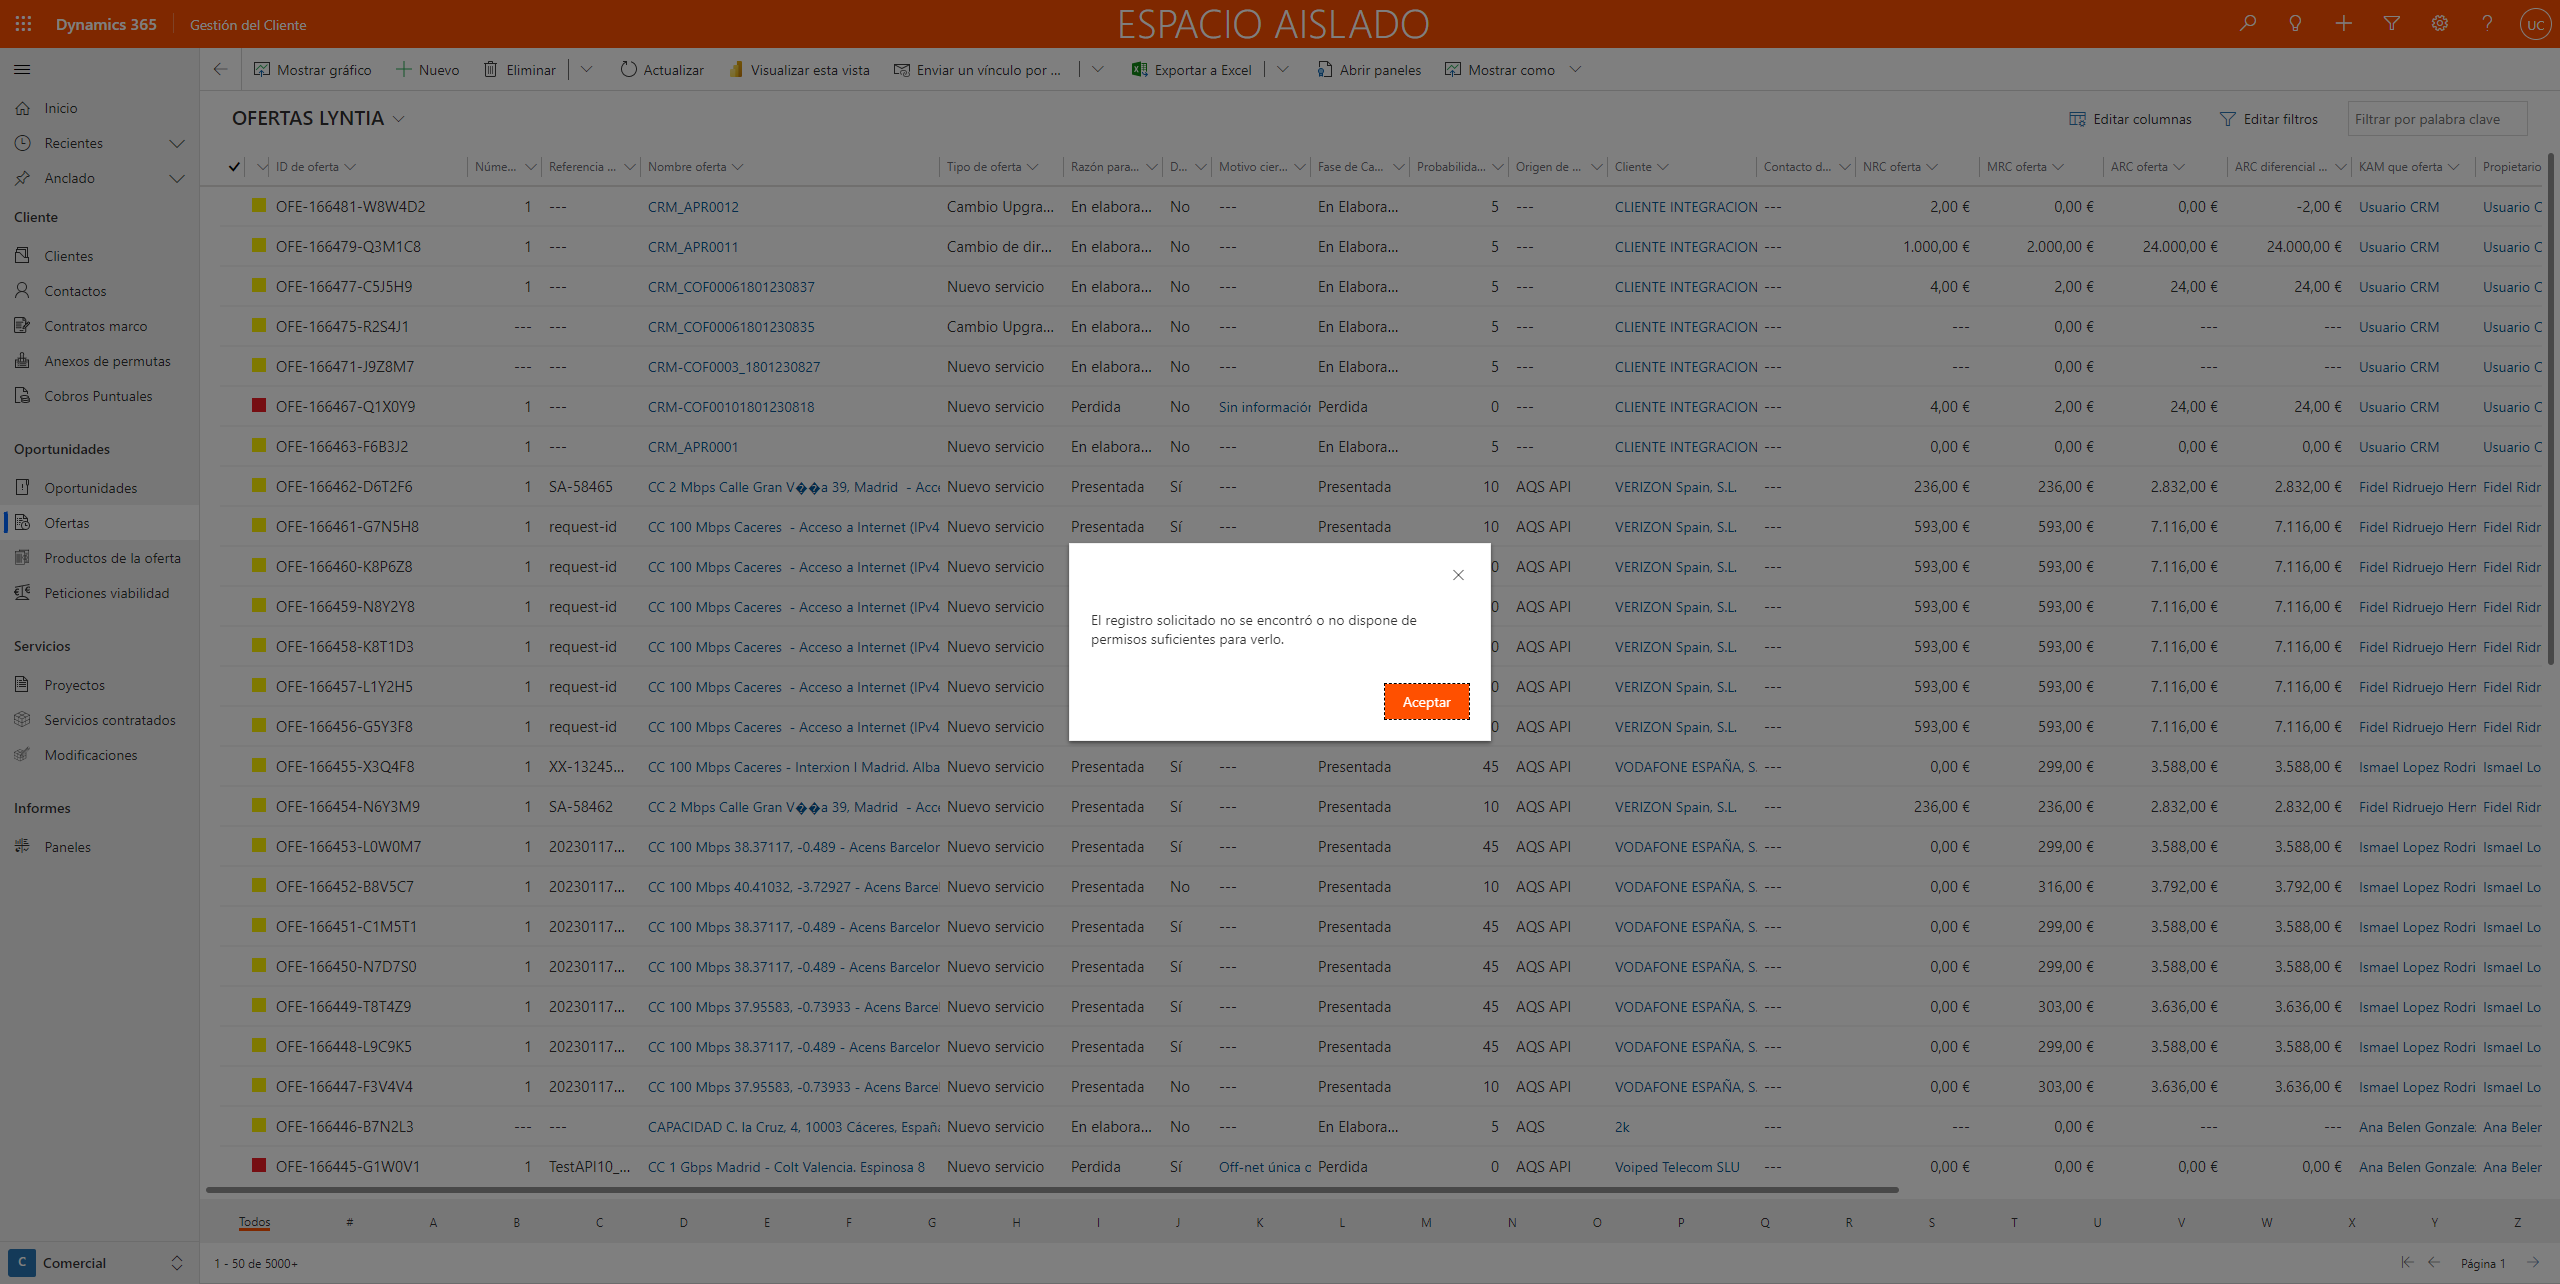 Dynamics 365 Gestión del Cliente ESPACIO AISLADO UC
Mostrar gráfico Nuevo Eliminar Actualizar Visualizar esta vista Enviar un vínculo por ... Exportar a Excel Abrir paneles Mostrar como
Inicio
Recientes
Anclado
Cliente
Clientes
Contactos
Contratos marco
Anexos de permutas
Cobros Puntuales
Oportunidades
Oportunidades
Ofertas
Productos de la oferta
Peticiones viabilidad
Servicios
Proyectos
Servicios contratados
Modificaciones
Informes
Paneles
C Comercial
OFERTAS LYNTIA Editar columnas Editar filtros Filtrar por palabra clave
ID de oferta Núme... Referencia ... Nombre oferta Tipo de oferta Razón para... D... Motivo cier... Fase de Ca... Probabilida... Origen de ... Cliente Contacto d... NRC oferta MRC oferta ARC oferta ARC diferencial ... KAM que oferta Propietario
OFE-166481-W8W4D2 1 --- CRM_APR0012 Cambio Upgra... En elabora... No --- En Elabora... 5 --- CLIENTE INTEGRACION --- 2,00 € 0,00 € 0,00 € -2,00 € Usuario CRM Usuario C
OFE-166479-Q3M1C8 1 --- CRM_APR0011 Cambio de dir... En elabora... No --- En Elabora... 5 --- CLIENTE INTEGRACION --- 1.000,00 € 2.000,00 € 24.000,00 € 24.000,00 € Usuario CRM Usuario C
OFE-166477-C5J5H9 1 --- CRM_COF00061801230837 Nuevo servicio En elabora... No --- En Elabora... 5 --- CLIENTE INTEGRACION --- 4,00 € 2,00 € 24,00 € 24,00 € Usuario CRM Usuario C
OFE-166475-R2S4J1 --- --- CRM_COF00061801230835 Cambio Upgra... En elabora... No --- En Elabora... 5 --- CLIENTE INTEGRACION --- --- 0,00 € --- --- Usuario CRM Usuario C
OFE-166471-J9Z8M7 --- --- CRM-COF0003_1801230827 Nuevo servicio En elabora... No --- En Elabora... 5 --- CLIENTE INTEGRACION --- --- 0,00 € --- --- Usuario CRM Usuario C
OFE-166467-Q1X0Y9 1 --- CRM-COF00101801230818 Nuevo servicio Perdida No Sin información Perdida 0 --- CLIENTE INTEGRACION --- 4,00 € 2,00 € 24,00 € 24,00 € Usuario CRM Usuario C
OFE-166463-F6B3J2 1 --- CRM_APR0001 Nuevo servicio En elabora... No --- En Elabora... 5 --- CLIENTE INTEGRACION --- 0,00 € 0,00 € 0,00 € 0,00 € Usuario CRM Usuario C
OFE-166462-D6T2F6 1 SA-58465 CC 2 Mbps Calle Gran V��a 39, Madrid - Acce Nuevo servicio Presentada Sí --- Presentada 10 AQS API VERIZON Spain, S.L. --- 236,00 € 236,00 € 2.832,00 € 2.832,00 € Fidel Ridruejo Hern Fidel Ridr
OFE-166461-G7N5H8 1 request-id CC 100 Mbps Caceres - Acceso a Internet (IPv4 Nuevo servicio Presentada Sí --- Presentada 10 AQS API VERIZON Spain, S.L. --- 593,00 € 593,00 € 7.116,00 € 7.116,00 € Fidel Ridruejo Hern Fidel Ridr
OFE-166460-K8P6Z8 1 request-id CC 100 Mbps Caceres - Acceso a Internet (IPv4 Nuevo servicio 0 AQS API VERIZON Spain, S.L. --- 593,00 € 593,00 € 7.116,00 € 7.116,00 € Fidel Ridruejo Hern Fidel Ridr
OFE-166459-N8Y2Y8 1 request-id CC 100 Mbps Caceres - Acceso a Internet (IPv4 Nuevo servicio 0 AQS API VERIZON Spain, S.L. --- 593,00 € 593,00 € 7.116,00 € 7.116,00 € Fidel Ridruejo Hern Fidel Ridr
OFE-166458-K8T1D3 1 request-id CC 100 Mbps Caceres - Acceso a Internet (IPv4 Nuevo servicio 0 AQS API VERIZON Spain, S.L. --- 593,00 € 593,00 € 7.116,00 € 7.116,00 € Fidel Ridruejo Hern Fidel Ridr
OFE-166457-L1Y2H5 1 request-id CC 100 Mbps Caceres - Acceso a Internet (IPv4 Nuevo servicio 0 AQS API VERIZON Spain, S.L. --- 593,00 € 593,00 € 7.116,00 € 7.116,00 € Fidel Ridruejo Hern Fidel Ridr
OFE-166456-G5Y3F8 1 request-id CC 100 Mbps Caceres - Acceso a Internet (IPv4 Nuevo servicio 0 AQS API VERIZON Spain, S.L. --- 593,00 € 593,00 € 7.116,00 € 7.116,00 € Fidel Ridruejo Hern Fidel Ridr
OFE-166455-X3Q4F8 1 XX-13245... CC 100 Mbps Caceres - Interxion I Madrid. Alba Nuevo servicio Presentada Sí --- Presentada 45 AQS API VODAFONE ESPAÑA, S. --- 0,00 € 299,00 € 3.588,00 € 3.588,00 € Ismael Lopez Rodri Ismael Lo
OFE-166454-N6Y3M9 1 SA-58462 CC 2 Mbps Calle Gran V��a 39, Madrid - Acce Nuevo servicio Presentada Sí --- Presentada 10 AQS API VERIZON Spain, S.L. --- 236,00 € 236,00 € 2.832,00 € 2.832,00 € Fidel Ridruejo Hern Fidel Ridr
OFE-166453-L0W0M7 1 20230117... CC 100 Mbps 38.37117, -0.489 - Acens Barcelor Nuevo servicio Presentada Sí --- Presentada 45 AQS API VODAFONE ESPAÑA, S. --- 0,00 € 299,00 € 3.588,00 € 3.588,00 € Ismael Lopez Rodri Ismael Lo
OFE-166452-B8V5C7 1 20230117... CC 100 Mbps 40.41032, -3.72927 - Acens Barcel Nuevo servicio Presentada No --- Presentada 10 AQS API VODAFONE ESPAÑA, S. --- 0,00 € 316,00 € 3.792,00 € 3.792,00 € Ismael Lopez Rodri Ismael Lo
OFE-166451-C1M5T1 1 20230117... CC 100 Mbps 38.37117, -0.489 - Acens Barcelor Nuevo servicio Presentada Sí --- Presentada 45 AQS API VODAFONE ESPAÑA, S. --- 0,00 € 299,00 € 3.588,00 € 3.588,00 € Ismael Lopez Rodri Ismael Lo
OFE-166450-N7D7S0 1 20230117... CC 100 Mbps 38.37117, -0.489 - Acens Barcelor Nuevo servicio Presentada Sí --- Presentada 45 AQS API VODAFONE ESPAÑA, S. --- 0,00 € 299,00 € 3.588,00 € 3.588,00 € Ismael Lopez Rodri Ismael Lo
OFE-166449-T8T4Z9 1 20230117... CC 100 Mbps 37.95583, -0.73933 - Acens Barcel Nuevo servicio Presentada Sí --- Presentada 45 AQS API VODAFONE ESPAÑA, S. --- 0,00 € 303,00 € 3.636,00 € 3.636,00 € Ismael Lopez Rodri Ismael Lo
OFE-166448-L9C9K5 1 20230117... CC 100 Mbps 38.37117, -0.489 - Acens Barcelor Nuevo servicio Presentada Sí --- Presentada 45 AQS API VODAFONE ESPAÑA, S. --- 0,00 € 299,00 € 3.588,00 € 3.588,00 € Ismael Lopez Rodri Ismael Lo
OFE-166447-F3V4V4 1 20230117... CC 100 Mbps 37.95583, -0.73933 - Acens Barcel Nuevo servicio Presentada No --- Presentada 10 AQS API VODAFONE ESPAÑA, S. --- 0,00 € 303,00 € 3.636,00 € 3.636,00 € Ismael Lopez Rodri Ismael Lo
OFE-166446-B7N2L3 --- --- CAPACIDAD C. la Cruz, 4, 10003 Cáceres, España Nuevo servicio En elabora... No --- En Elabora... 5 AQS 2k --- --- 0,00 € --- --- Ana Belen Gonzalez Ana Belen
OFE-166445-G1W0V1 1 TestAPI10_... CC 1 Gbps Madrid - Colt Valencia. Espinosa 8 Nuevo servicio Perdida Sí Off-net única o Perdida 0 AQS API Voiped Telecom SLU --- 0,00 € 0,00 € 0,00 € 0,00 € Ana Belen Gonzalez Ana Belen
El registro solicitado no se encontró o no dispone de
permisos suficientes para verlo.
Aceptar
Todos # A B C D E F G H I J K L M N O P Q R S T U V W X Y Z
1 - 50 de 5000+ Página 1